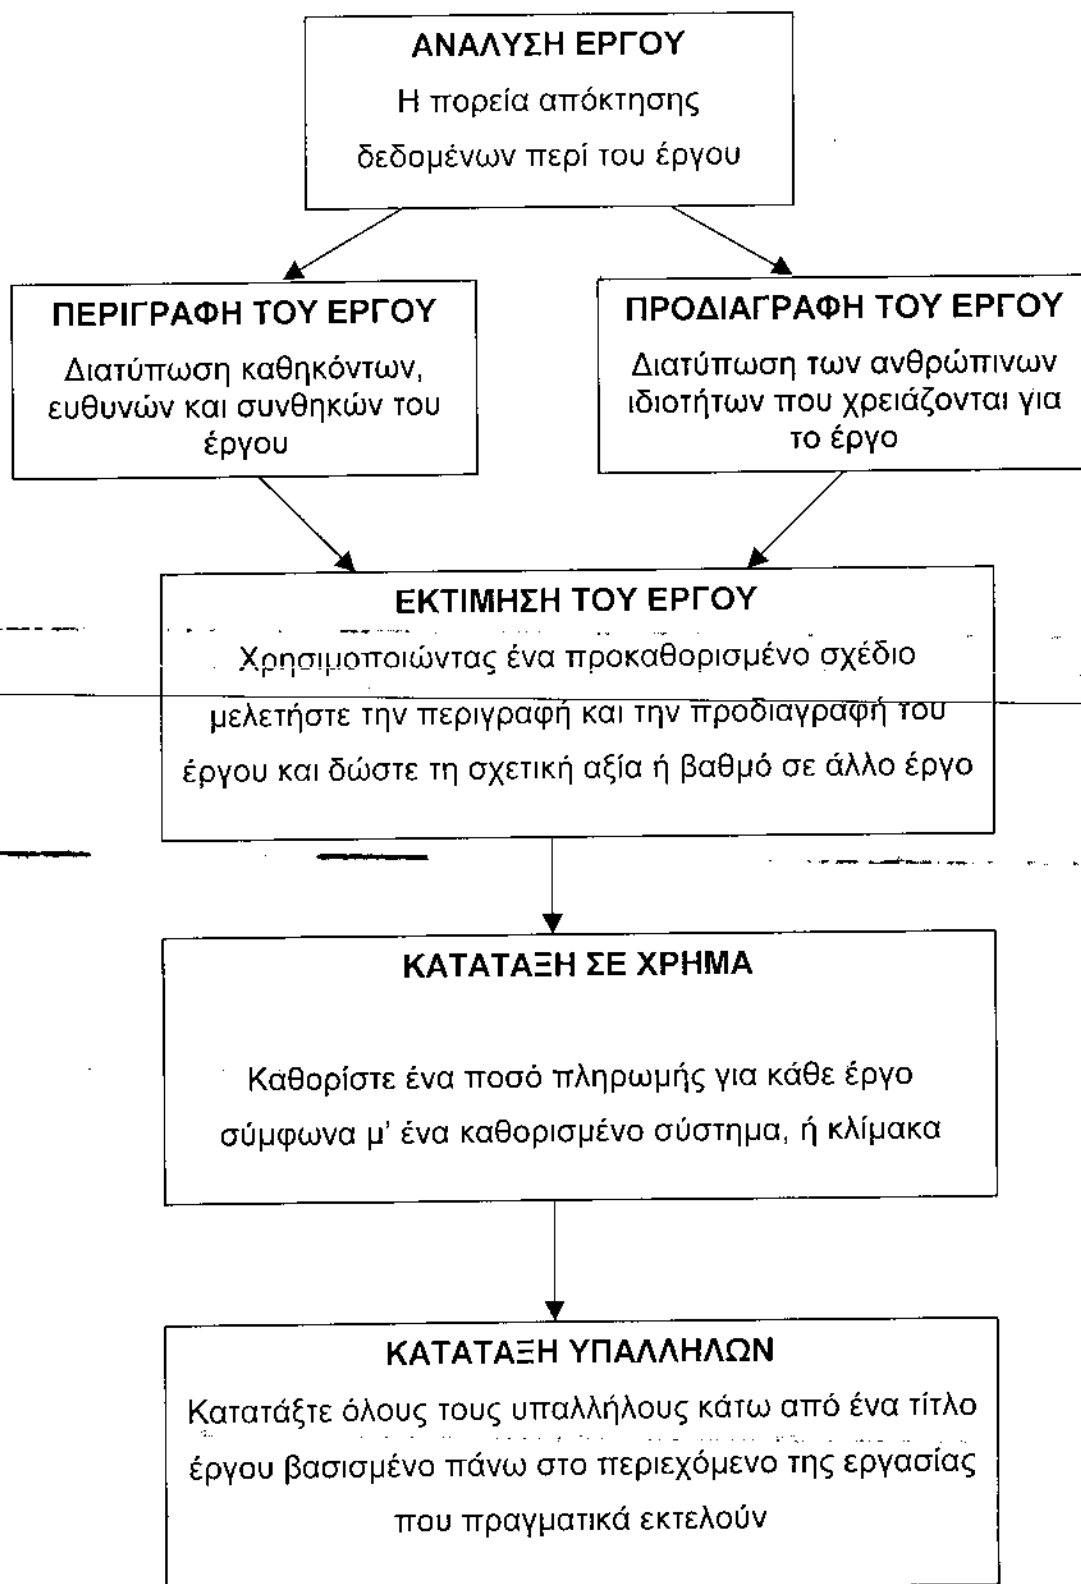 ΑΝΑΛΥΣΗ ΕΡΓΟΥ
Η πορεία απόκτησης
δεδομένων περί του έργου
ΠΕΡΙΓΡΑΦΗ ΤΟΥ ΕΡΓΟΥ
Διατύπωση καθηκόντων,
ευθυνών και συνθηκών του
έργου
ΠΡΟΔΙΑΓΡΑΦΗ ΤΟΥ ΕΡΓΟΥ
Διατύπωση των ανθρώπινων
ιδιοτήτων που χρειάζονται για
το έργο
ΕΚΤΙΜΗΣΗ ΤΟΥ ΕΡΓΟΥ
Χρησιμοποιώντας ένα προκαθορισμένο σχέδιο
μελετήστε την περιγραφή και την προδιαγραφή του
έργου και δώστε τη σχετική αξία ή βαθμό σε άλλο έργο
ΚΑΤΑΤΑΞΗ ΣΕ ΧΡΗΜΑ
Καθορίστε ένα ποσό πληρωμής για κάθε έργο
σύμφωνα μ' ένα καθορισμένο σύστημα, ή κλίμακα
ΚΑΤΑΤΑΞΗ ΥΠΑΛΛΗΛΩΝ
Κατατάξτε όλους τους υπαλλήλους κάτω από ένα τίτλο
έργου βασισμένο πάνω στο περιεχόμενο της εργασίας
που πραγματικά εκτελούν